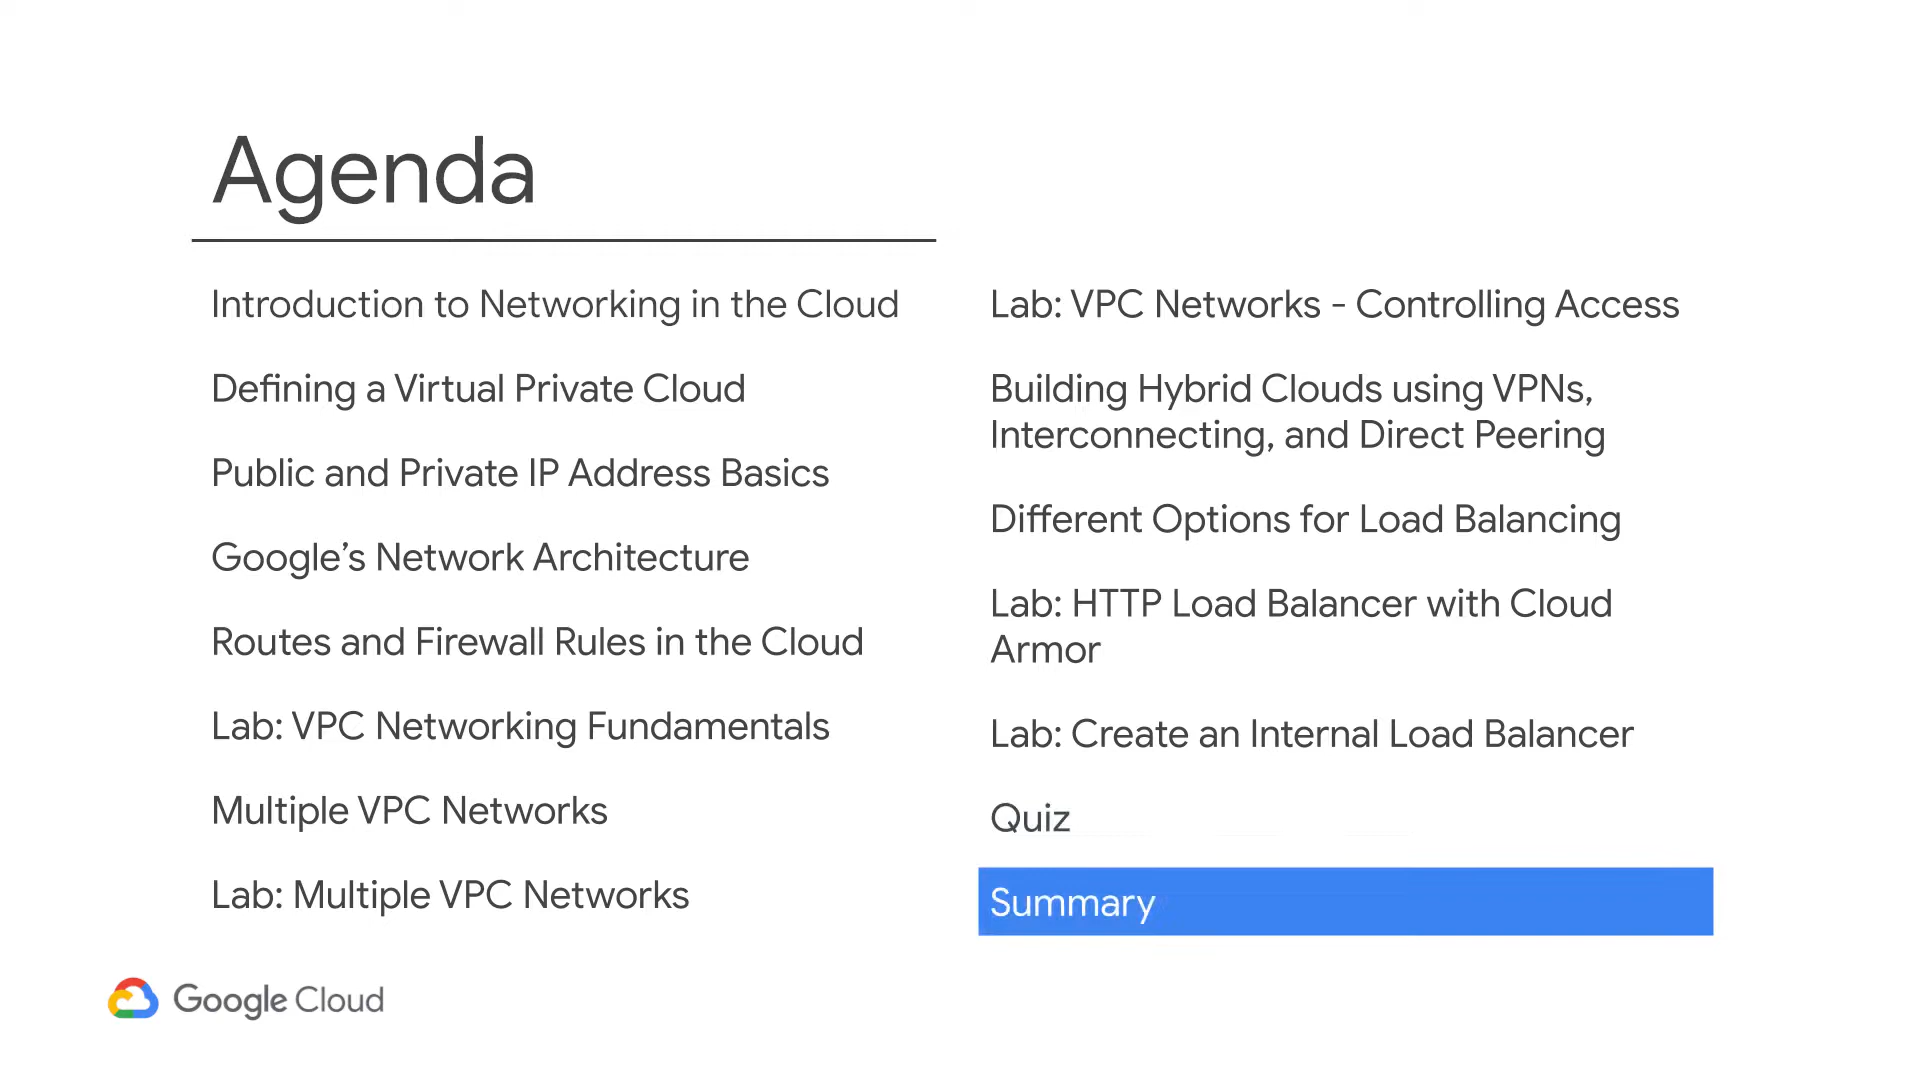 Agenda
Introduction to Networking in the Cloud
Defining a Virtual Private Cloud
Public and Private IP Address Basics
Google’s Network Architecture
Routes and Firewall Rules in the Cloud
Lab: VPC Networking Fundamentals
Multiple VPC Networks
Lab: Multiple VPC Networks
Lab: VPC Networks - Controlling Access
Building Hybrid Clouds using VPNs,
Interconnecting, and Direct Peering
Different Options for Load Balancing
Lab: HTTP Load Balancer with Cloud
Armor
Lab: Create an Internal Load Balancer
Quiz
Summary
Google Cloud